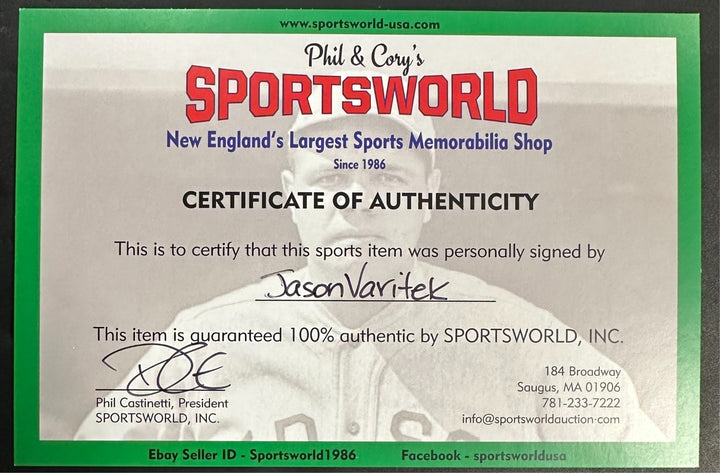 www.sportsworld-usa.com
Phil & Cory's
SPORTSWORLD
New England's Largest Sports Memorabilia Shop
Since 1986
CERTIFICATE OF AUTHENTICITY
This is to certify that this sports item was personally signed by
Jason Varitek
This item is guaranteed 100% authentic by SPORTSWORLD, INC.
Phil Castinetti, President
SPORTSWORLD, INC.
184 Broadway
Saugus, MA 01906
781-233-7222
info@sportsworldauction.com
Ebay Seller ID - Sportsworld1986 Facebook - sportsworldusa